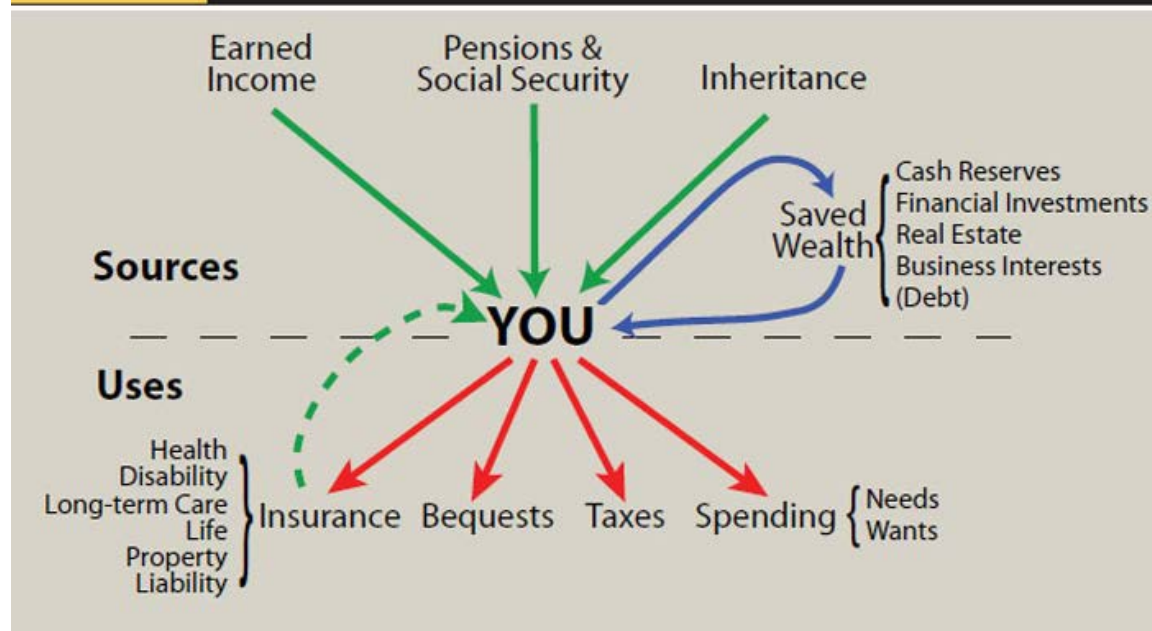 Earned
Income
Pensions &
Social Security
Inheritance
Saved
Wealth
Cash Reserves
Financial Investments
Real Estate
Business Interests
(Debt)
Sources
YOU
Uses
Health
Disability
Long-term Care
Life
Property
Liability
Insurance
Bequests
Taxes
Spending
Needs
Wants